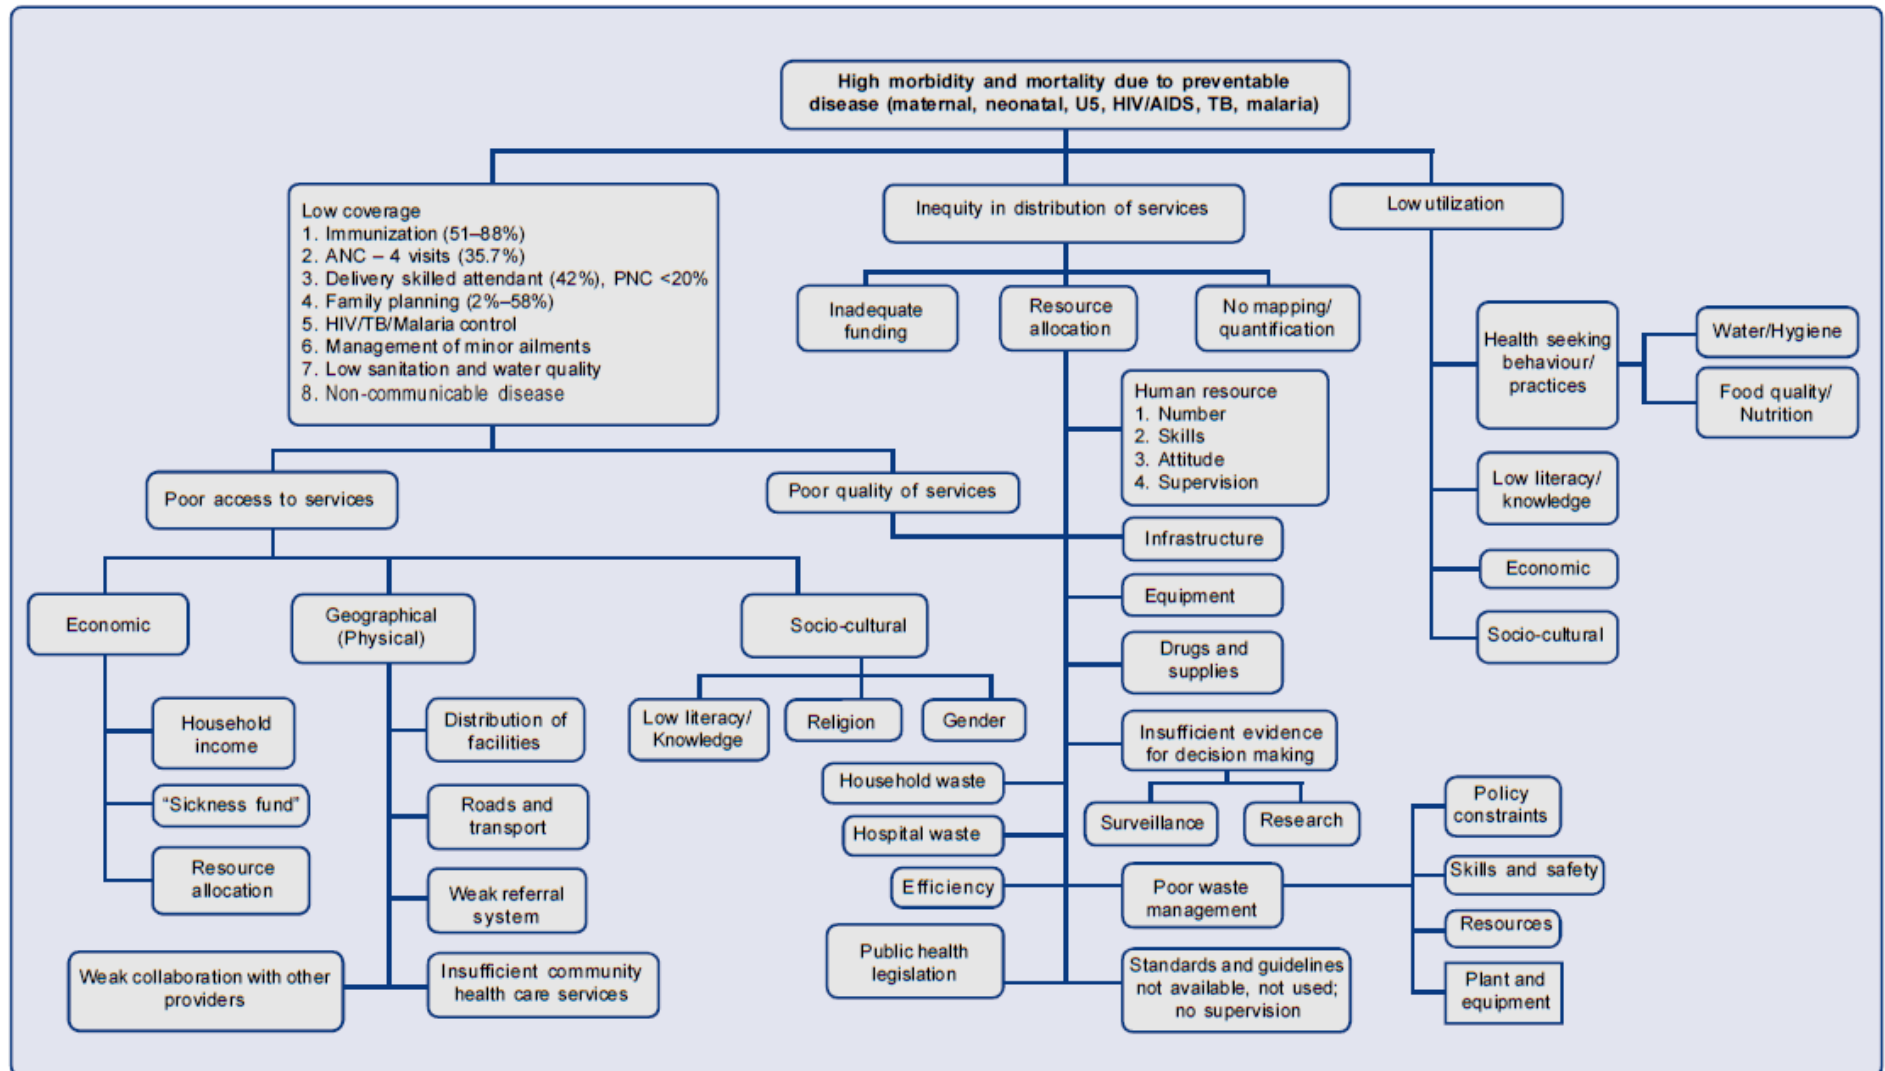 High morbidity and mortality due to preventable
disease (maternal, neonatal, U5, HIV/AIDS, TB, malaria)
Low coverage
1. Immunization (51–88%)
2. ANC – 4 visits (35.7%)
3. Delivery skilled attendant (42%), PNC <20%
4. Family planning (2%–58%)
5. HIV/TB/Malaria control
6. Management of minor ailments
7. Low sanitation and water quality
8. Non-communicable disease
Inequity in distribution of services
Low utilization
Inadequate
funding
Resource
allocation
No mapping/
quantification
Health seeking
behaviour/
practices
Water/Hygiene
Food quality/
Nutrition
Human resource
1. Number
2. Skills
3. Attitude
4. Supervision
Low literacy/
knowledge
Poor access to services
Poor quality of services
Infrastructure
Economic
Equipment
Socio-cultural
Economic
Geographical
(Physical)
Socio-cultural
Drugs and
supplies
Household
income
Distribution of
facilities
Low literacy/
Knowledge
Religion
Gender
Insufficient evidence
for decision making
Household waste
"Sickness fund"
Roads and
transport
Hospital waste
Surveillance
Research
Policy
constraints
Resource
allocation
Weak referral
system
Efficiency
Poor waste
management
Skills and safety
Resources
Weak collaboration with other
providers
Insufficient community
health care services
Public health
legislation
Standards and guidelines
not available, not used;
no supervision
Plant and
equipment